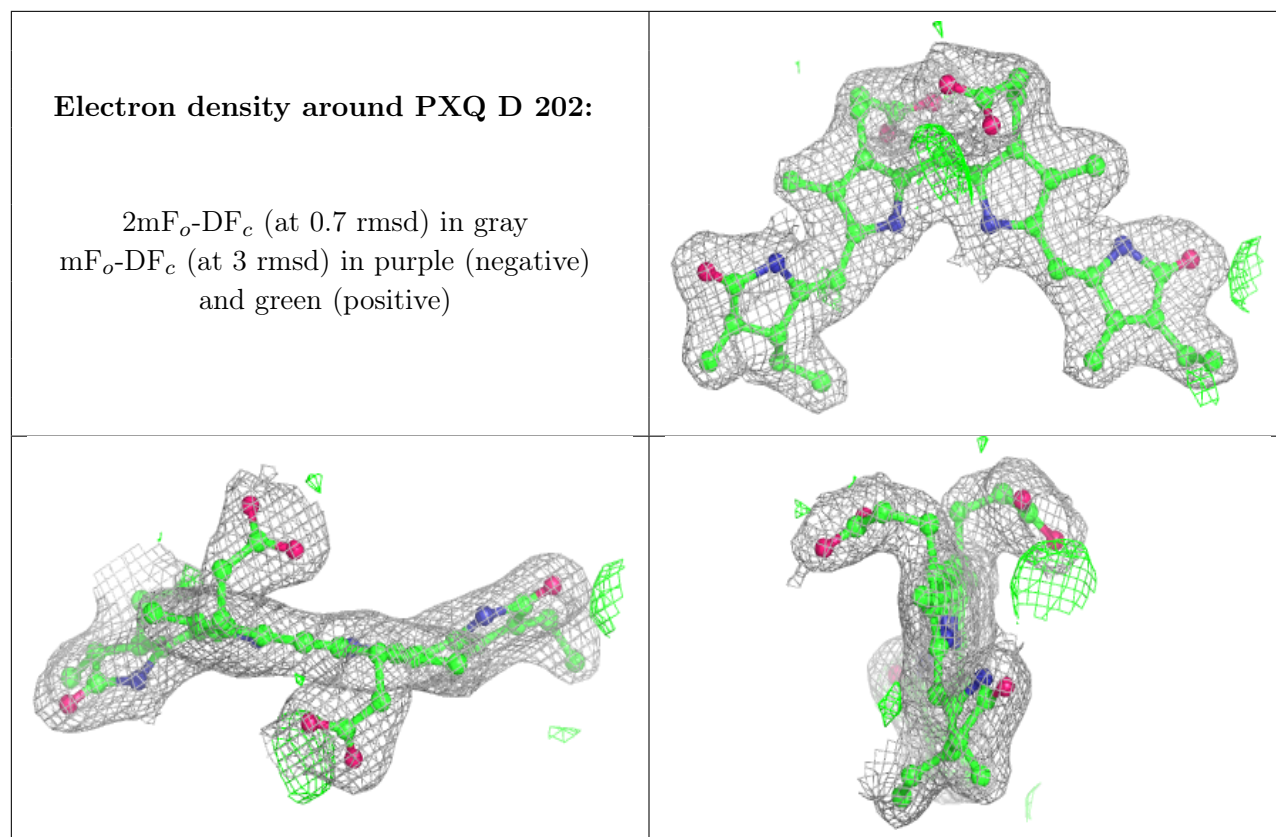 Electron density around PXQ D 202:
2mFo-DFc (at 0.7 rmsd) in gray
mFo-DFc (at 3 rmsd) in purple (negative)
and green (positive)